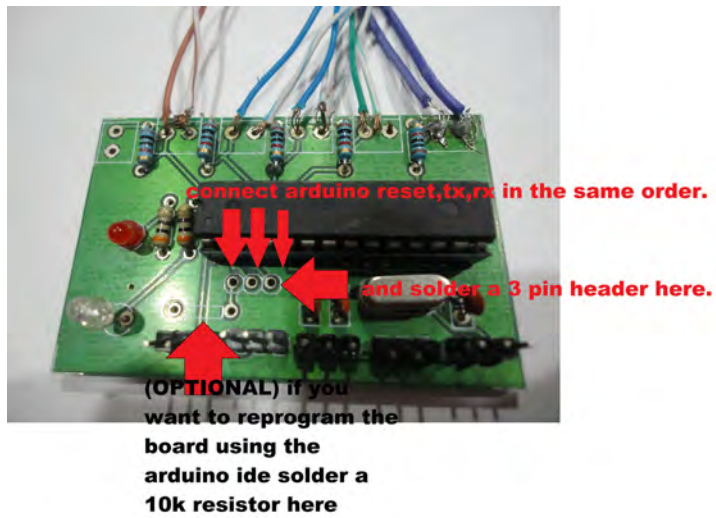 connect arduino reset,tx,rx in the same order.
and solder a 3 pin header here.
(OPTIONAL) if you
want to reprogram the
board using the
arduino ide solder a
10k resistor here